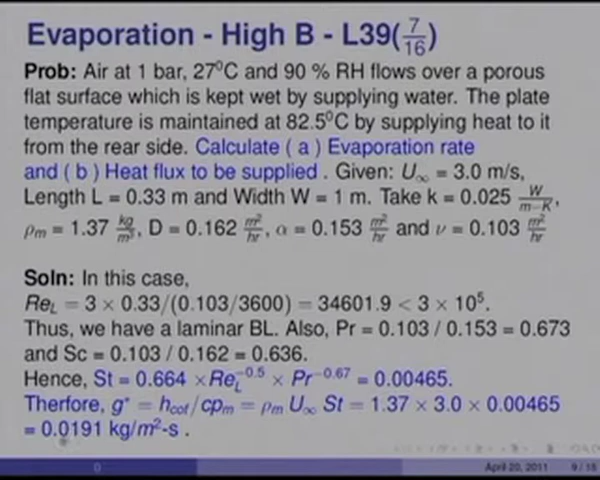 Evaporation - High B - L39(7/16)
Prob: Air at 1 bar, 27⁰C and 90 % RH flows over a porous
flat surface which is kept wet by supplying water. The plate
temperature is maintained at 82.5⁰C by supplying heat to it
from the rear side. Calculate ( a ) Evaporation rate
and ( b ) Heat flux to be supplied . Given: U∞ = 3.0 m/s,
Length L = 0.33 m and Width W = 1 m. Take k = 0.025 W/m-K,
ρm = 1.37 kg/m³, D = 0.162 m²/hr, α = 0.153 m²/hr and ν = 0.103 m²/hr
Soln: In this case,
ReL = 3 × 0.33/(0.103/3600) = 34601.9 < 3 × 10⁵.
Thus, we have a laminar BL. Also, Pr = 0.103 / 0.153 = 0.673
and Sc = 0.103 / 0.162 = 0.636.
Hence, St = 0.664 ×ReL^−0.5 × Pr^−0.67 = 0.00465.
Therfore, g* = hcof/cpm = ρm U∞ St = 1.37 × 3.0 × 0.00465
= 0.0191 kg/m²-s .
() April 20, 2011 9 / 15